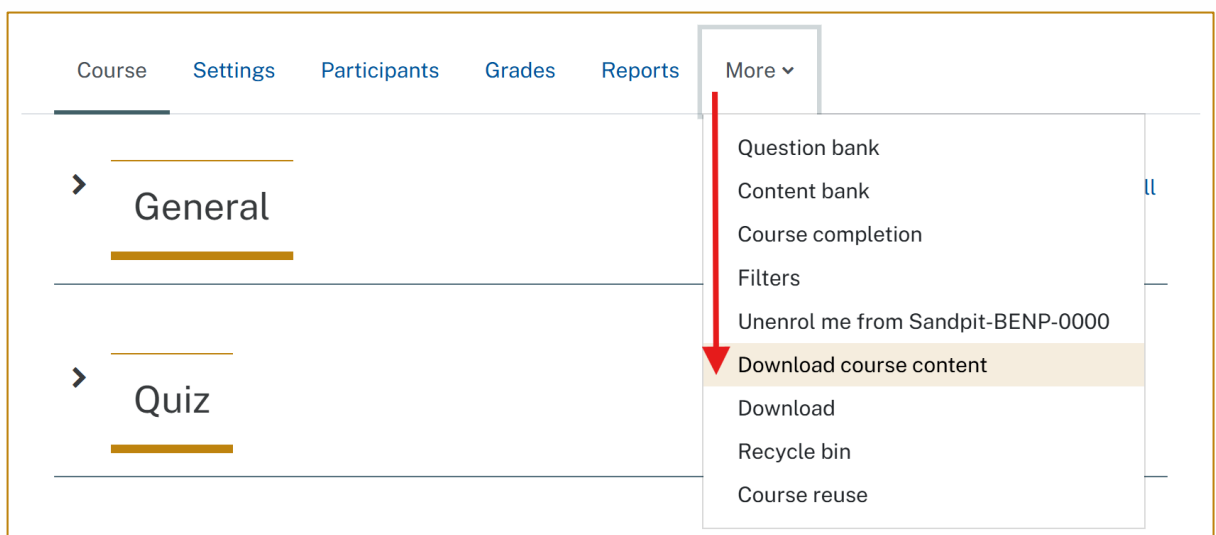 Course Settings Participants Grades Reports More
Question bank
Content bank
ll
General
Course completion
Filters
Unenrol me from Sandpit-BENP-0000
Download course content
Quiz
Download
Recycle bin
Course reuse